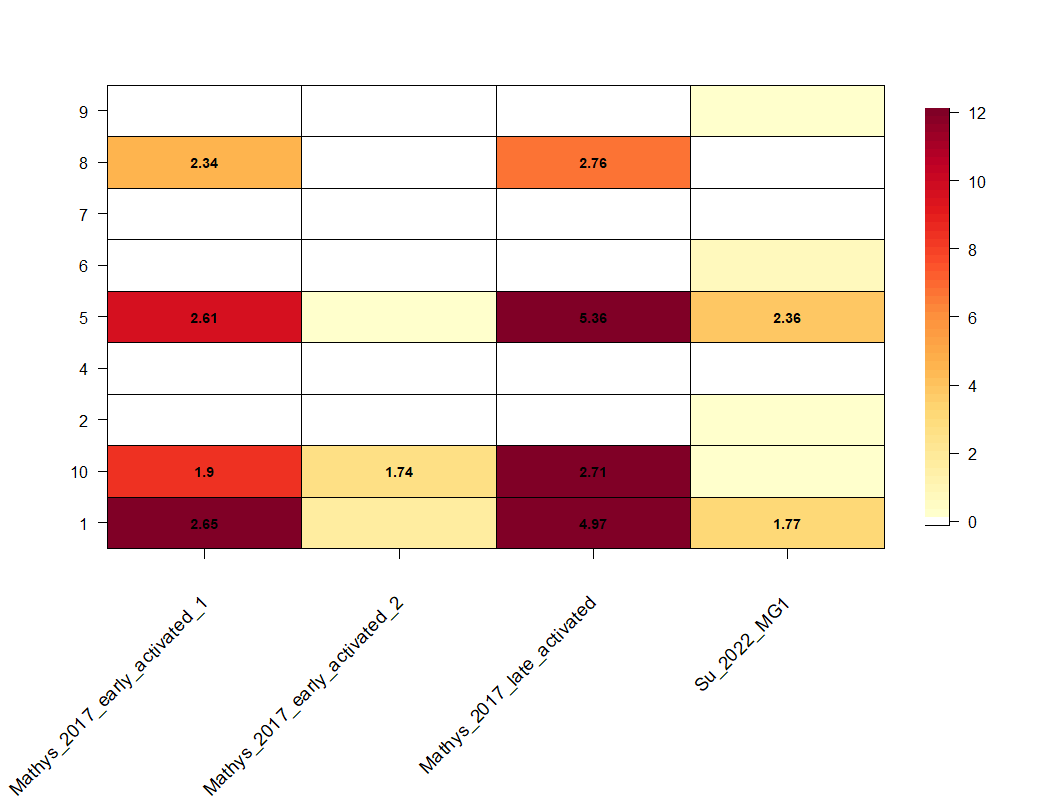 9
8 2.34 2.76
7
6
5 2.61 5.36 2.36
4
2
10 1.9 1.74 2.71
1 2.65 4.97 1.77
12
10
8
6
4
2
0
Mathys_2017_early_activated_1
Mathys_2017_early_activated_2
Mathys_2017_late_activated
Su_2022_MG1